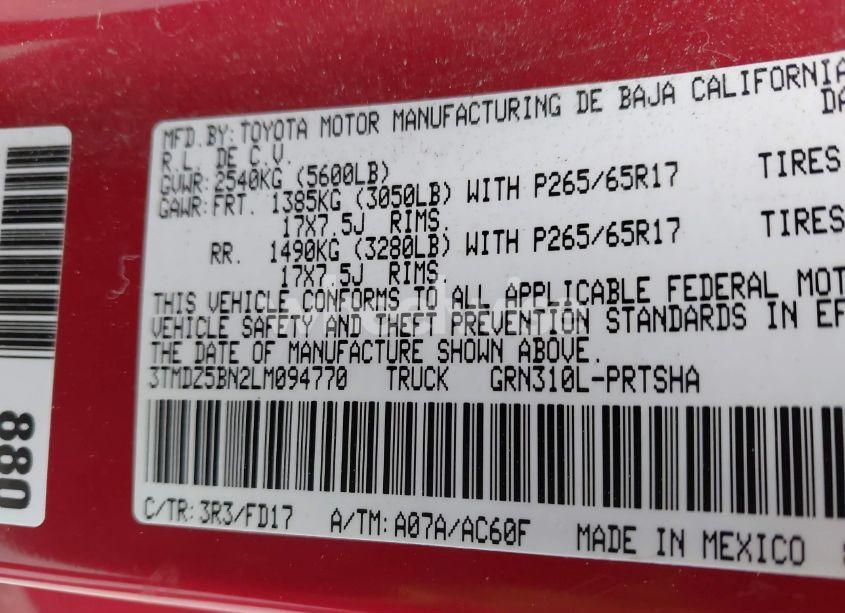 MFD.BY:TOYOTA MOTOR MANUFACTURING DE BAJA CALIFORNIA
R.L. DE C.V.
GVWR:2540KG (5600LB)
GAWR:FRT. 1385KG (3050LB) WITH P265/65R17 TIRES
17X7.5J RIMS.
RR. 1490KG (3280LB) WITH P265/65R17 TIRES
17X7.5J RIMS.
THIS VEHICLE CONFORMS TO ALL APPLICABLE FEDERAL MOT
VEHICLE SAFETY AND THEFT PREVENTION STANDARDS IN EF
THE DATE OF MANUFACTURE SHOWN ABOVE.
3TMDZ5BN2LM094770 TRUCK GRN310L-PRTSHA
C/TR: 3R3/FD17 A/TM: A07A/AC60F MADE IN MEXICO
880